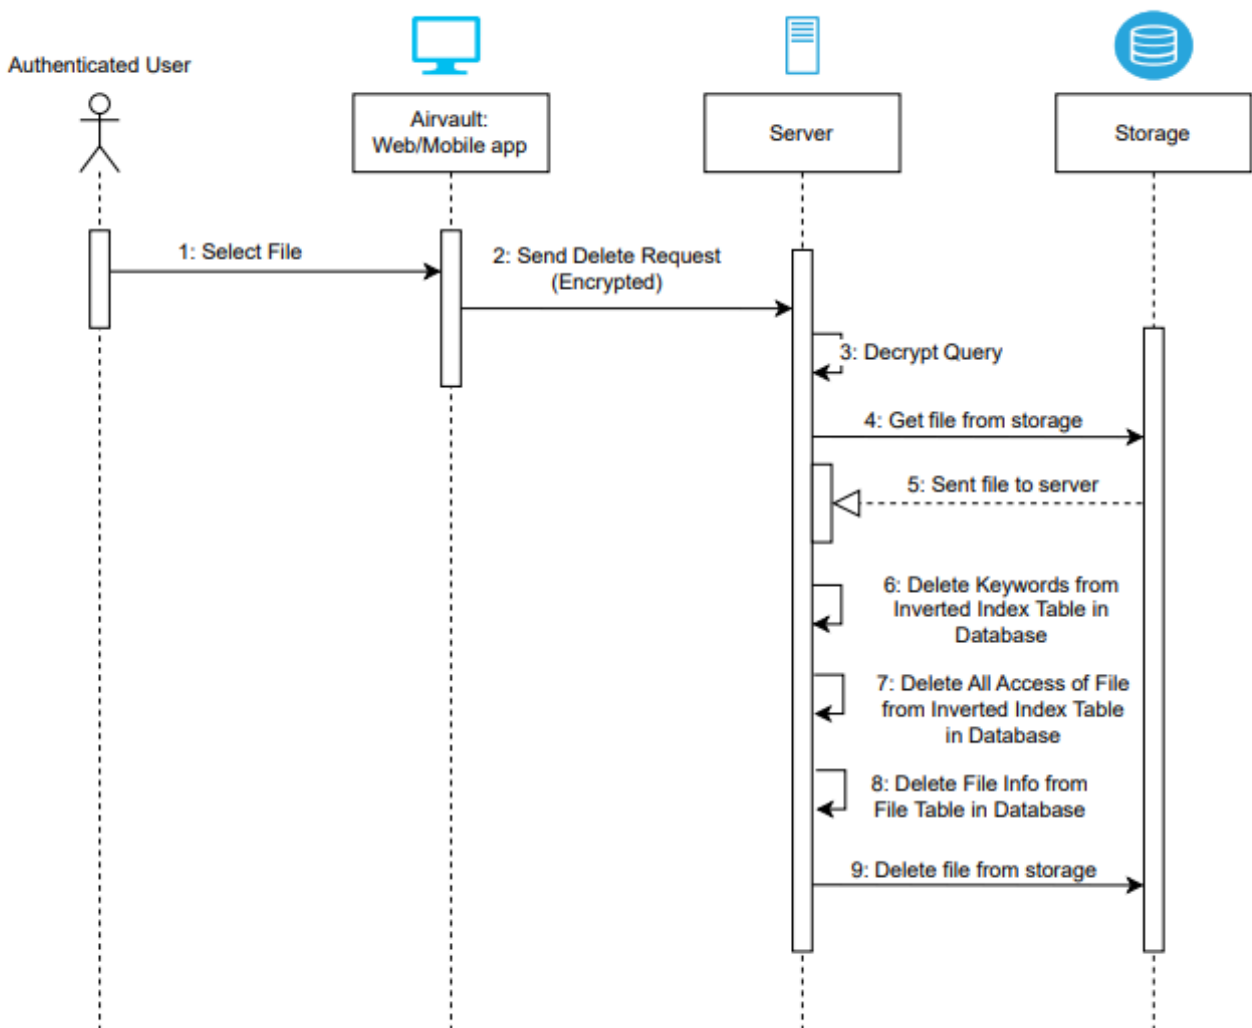 Authenticated User
Airvault:
Web/Mobile app
Server
Storage
1: Select File
2: Send Delete Request
(Encrypted)
3: Decrypt Query
4: Get file from storage
5: Sent file to server
6: Delete Keywords from
Inverted Index Table in
Database
7: Delete All Access of File
from Inverted Index Table
in Database
8: Delete File Info from
File Table in Database
9: Delete file from storage